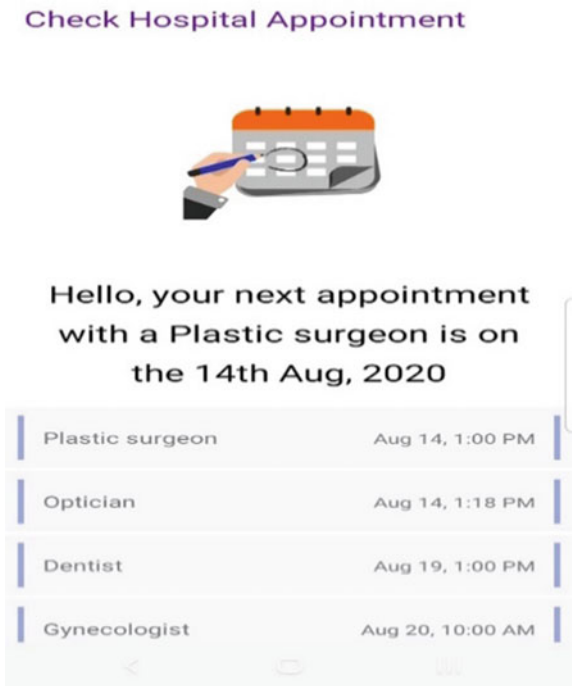 Check Hospital Appointment
Hello, your next appointment
with a Plastic surgeon is on
the 14th Aug, 2020
Plastic surgeon Aug 14, 1:00 PM
Optician Aug 14, 1:18 PM
Dentist Aug 19, 1:00 PM
Gynecologist Aug 20, 10:00 AM